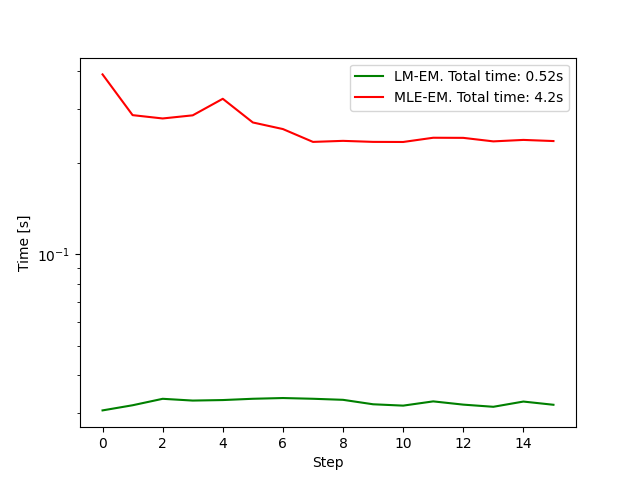 LM-EM. Total time: 0.52s
MLE-EM. Total time: 4.2s
Time [s]
10⁻¹
0 2 4 6 8 10 12 14
Step